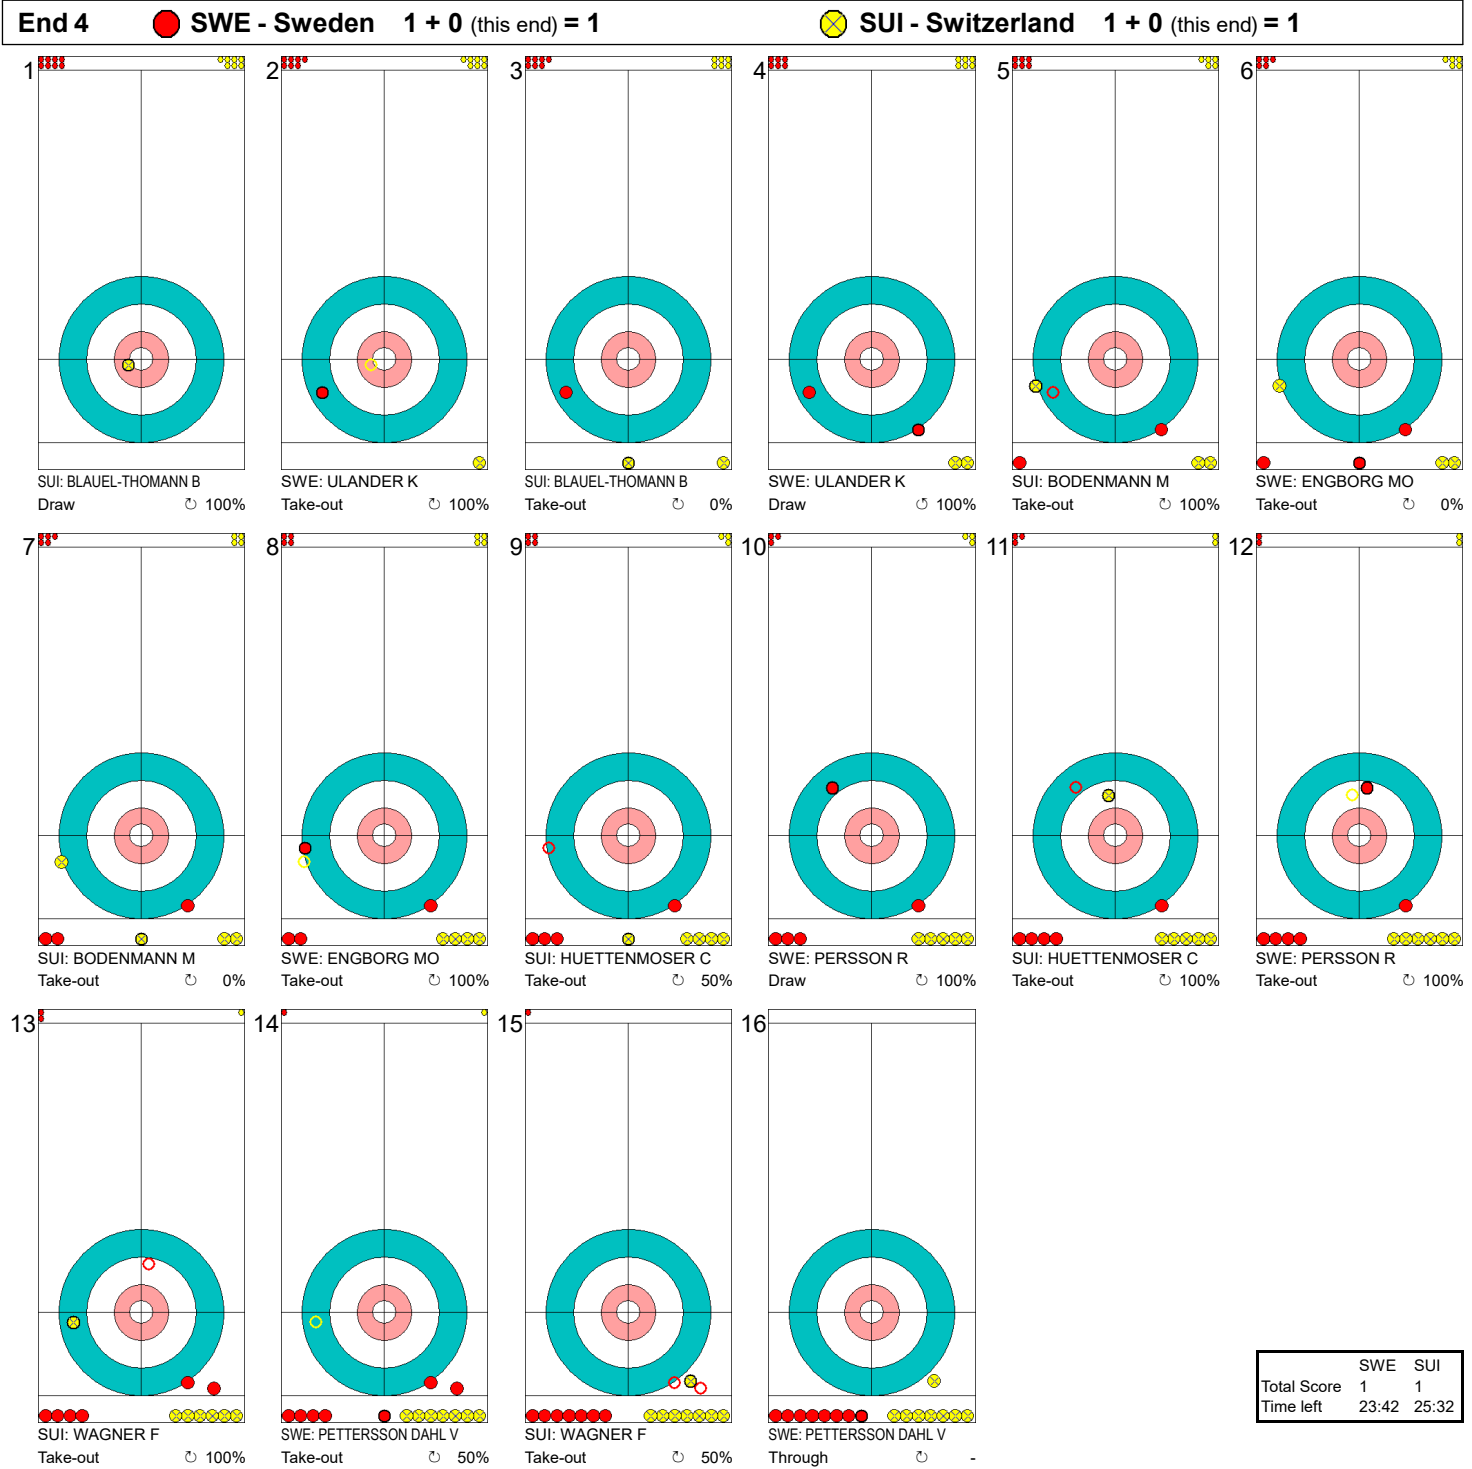 End 4 SWE - Sweden 1 + 0 (this end) = 1 SUI - Switzerland 1 + 0 (this end) = 1
1 2 3 4 5 6
SUI: BLAUEL-THOMANN B SWE: ULANDER K SUI: BLAUEL-THOMANN B SWE: ULANDER K SUI: BODENMANN M SWE: ENGBORG MO
Draw ↻ 100% Take-out ↻ 100% Take-out ↻ 0% Draw ↺ 100% Take-out ↻ 100% Take-out ↻ 0%
7 8 9 10 11 12
SUI: BODENMANN M SWE: ENGBORG MO SUI: HUETTENMOSER C SWE: PERSSON R SUI: HUETTENMOSER C SWE: PERSSON R
Take-out ↻ 0% Take-out ↻ 100% Take-out ↻ 50% Draw ↻ 100% Take-out ↻ 100% Take-out ↻ 100%
13 14 15 16
SUI: WAGNER F SWE: PETTERSSON DAHL V SUI: WAGNER F SWE: PETTERSSON DAHL V
Take-out ↻ 100% Take-out ↻ 50% Take-out ↻ 50% Through ↻ -
SWE SUI
Total Score 1 1
Time left 23:42 25:32